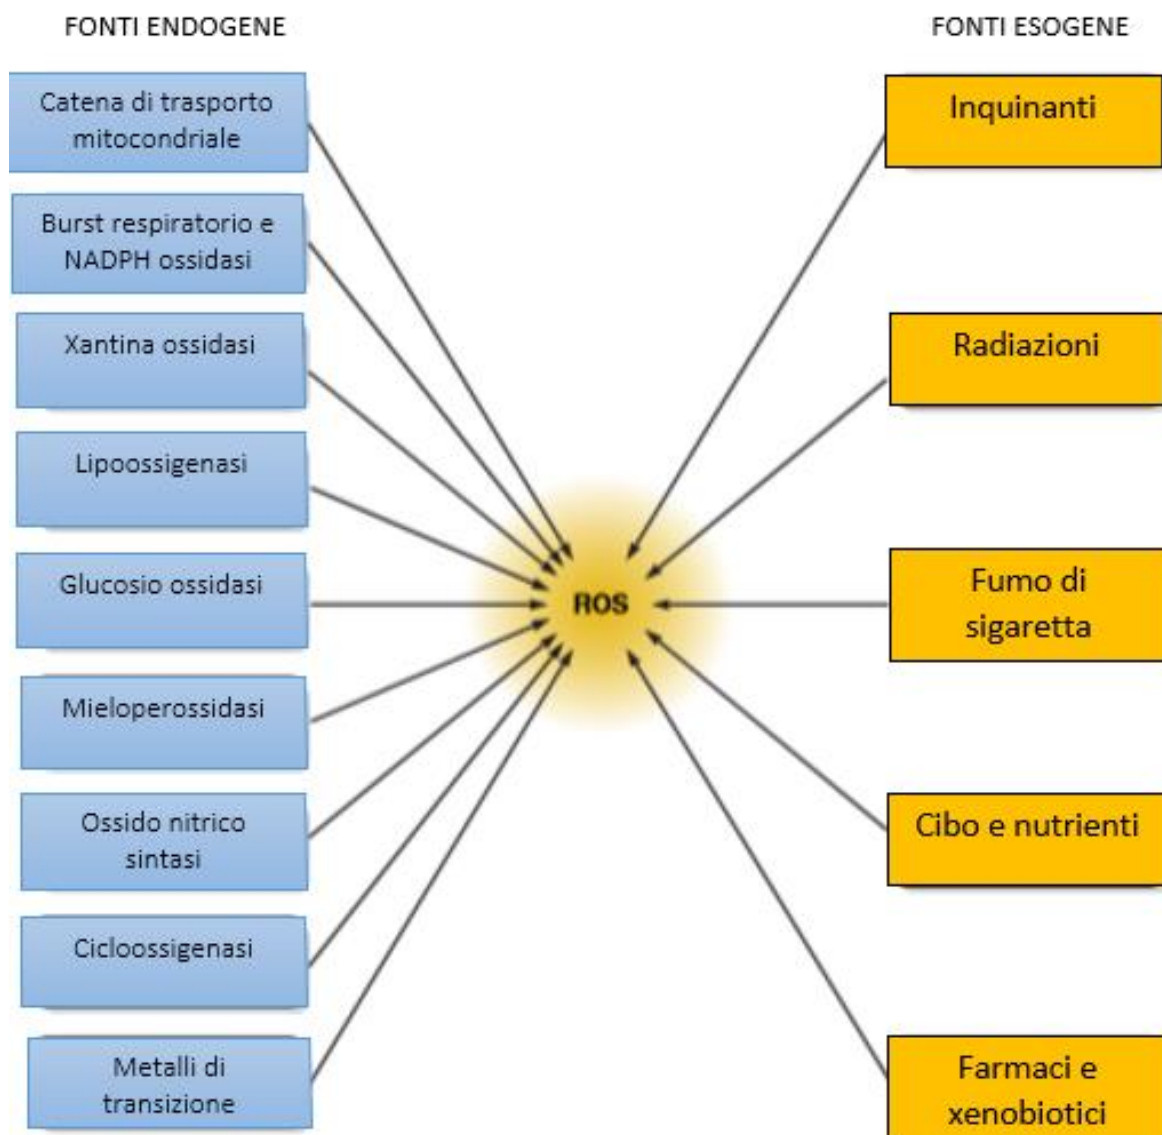 FONTI ENDOGENE
Catena di trasporto
mitocondriale
Burst respiratorio e
NADPH ossidasi
Xantina ossidasi
Lipoossigenasi
Glucosio ossidasi
Mieloperossidasi
Ossido nitrico
sintasi
Cicloossigenasi
Metalli di
transizione
ROS
FONTI ESOGENE
Inquinanti
Radiazioni
Fumo di
sigaretta
Cibo e nutrienti
Farmaci e
xenobiotici